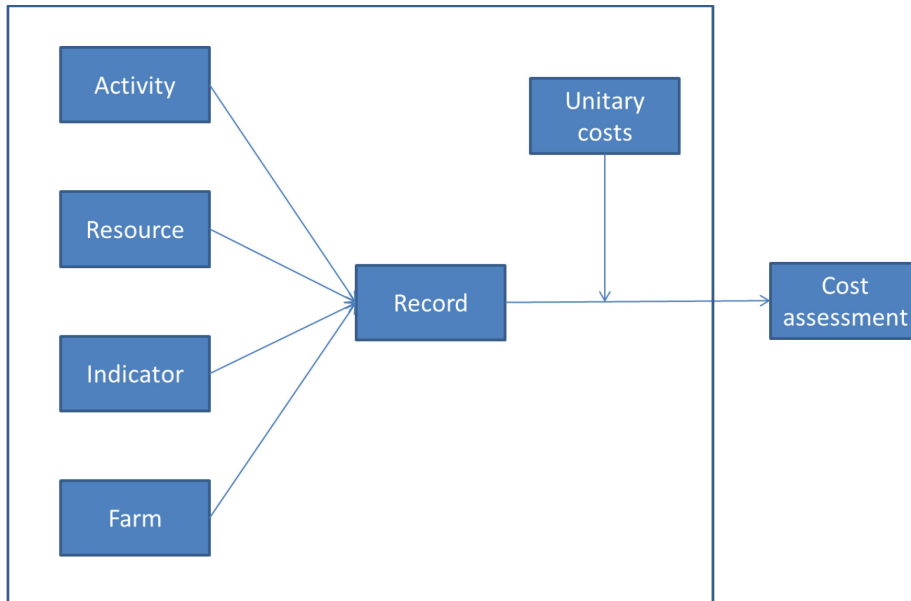 Activity
Unitary
costs
Resource
Record
Cost
assessment
Indicator
Farm